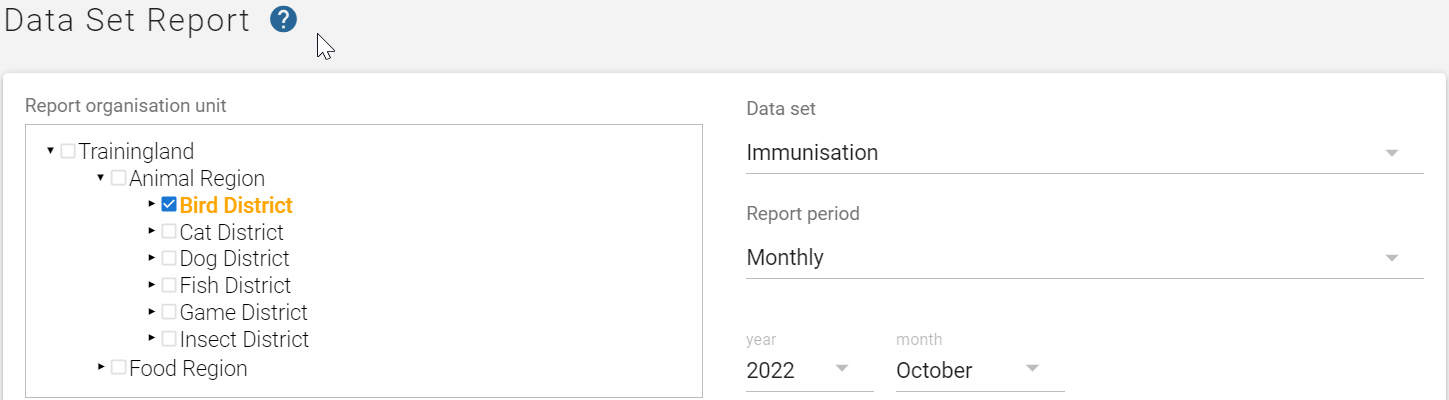 Data Set Report ?
Report organisation unit
Trainingland
Animal Region
Bird District
Cat District
Dog District
Fish District
Game District
Insect District
Food Region
Data set
Immunisation
Report period
Monthly
year month
2022 October